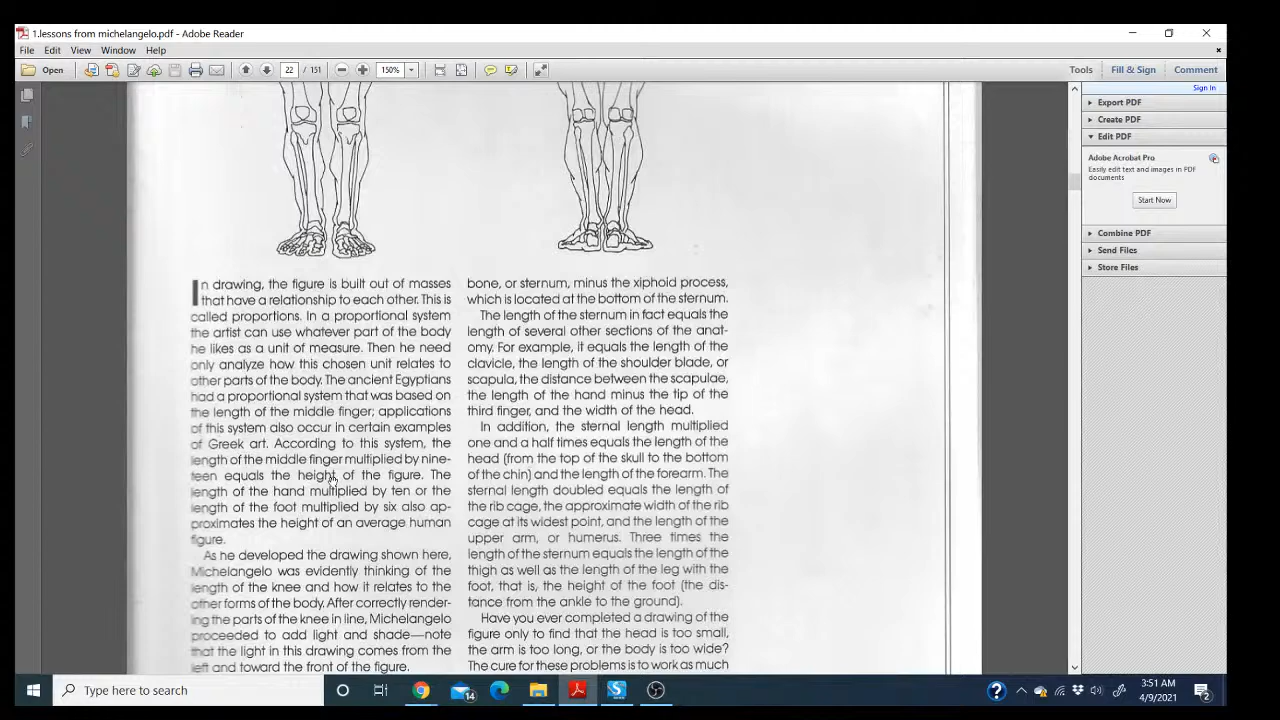 1.lessons from michelangelo.pdf - Adobe Reader
File Edit View Window Help
Open 22 / 151 150% Tools Fill & Sign Comment
Sign In
Export PDF
Create PDF
Edit PDF
Adobe Acrobat Pro
Easily edit text and images in PDF
documents
Start Now
Combine PDF
Send Files
Store Files
In drawing, the figure is built out of masses
that have a relationship to each other. This is
called proportions. In a proportional system
the artist can use whatever part of the body
he likes as a unit of measure. Then he need
only analyze how this chosen unit relates to
other parts of the body. The ancient Egyptians
had a proportional system that was based on
the length of the middle finger; applications
of this system also occur in certain examples
of Greek art. According to this system, the
length of the middle finger multiplied by nine-
teen equals the height of the figure. The
length of the hand multiplied by ten or the
length of the foot multiplied by six also ap-
proximates the height of an average human
figure.
As he developed the drawing shown here,
Michelangelo was evidently thinking of the
length of the knee and how it relates to the
other forms of the body. After correctly render-
ing the parts of the knee in line, Michelangelo
proceeded to add light and shade—note
that the light in this drawing comes from the
left and toward the front of the figure.
bone, or sternum, minus the xiphoid process,
which is located at the bottom of the sternum.
The length of the sternum in fact equals the
length of several other sections of the anat-
omy. For example, it equals the length of the
clavicle, the length of the shoulder blade, or
scapula, the distance between the scapulae,
the length of the hand minus the tip of the
third finger, and the width of the head.
In addition, the sternal length multiplied
one and a half times equals the length of the
head (from the top of the skull to the bottom
of the chin) and the length of the forearm. The
sternal length doubled equals the length of
the rib cage, the approximate width of the rib
cage at its widest point, and the length of the
upper arm, or humerus. Three times the
length of the sternum equals the length of the
thigh as well as the length of the leg with the
foot, that is, the height of the foot (the dis-
tance from the ankle to the ground).
Have you ever completed a drawing of the
figure only to find that the head is too small,
the arm is too long, or the body is too wide?
The cure for these problems is to work as much
Type here to search
14
3:51 AM
4/9/2021
2